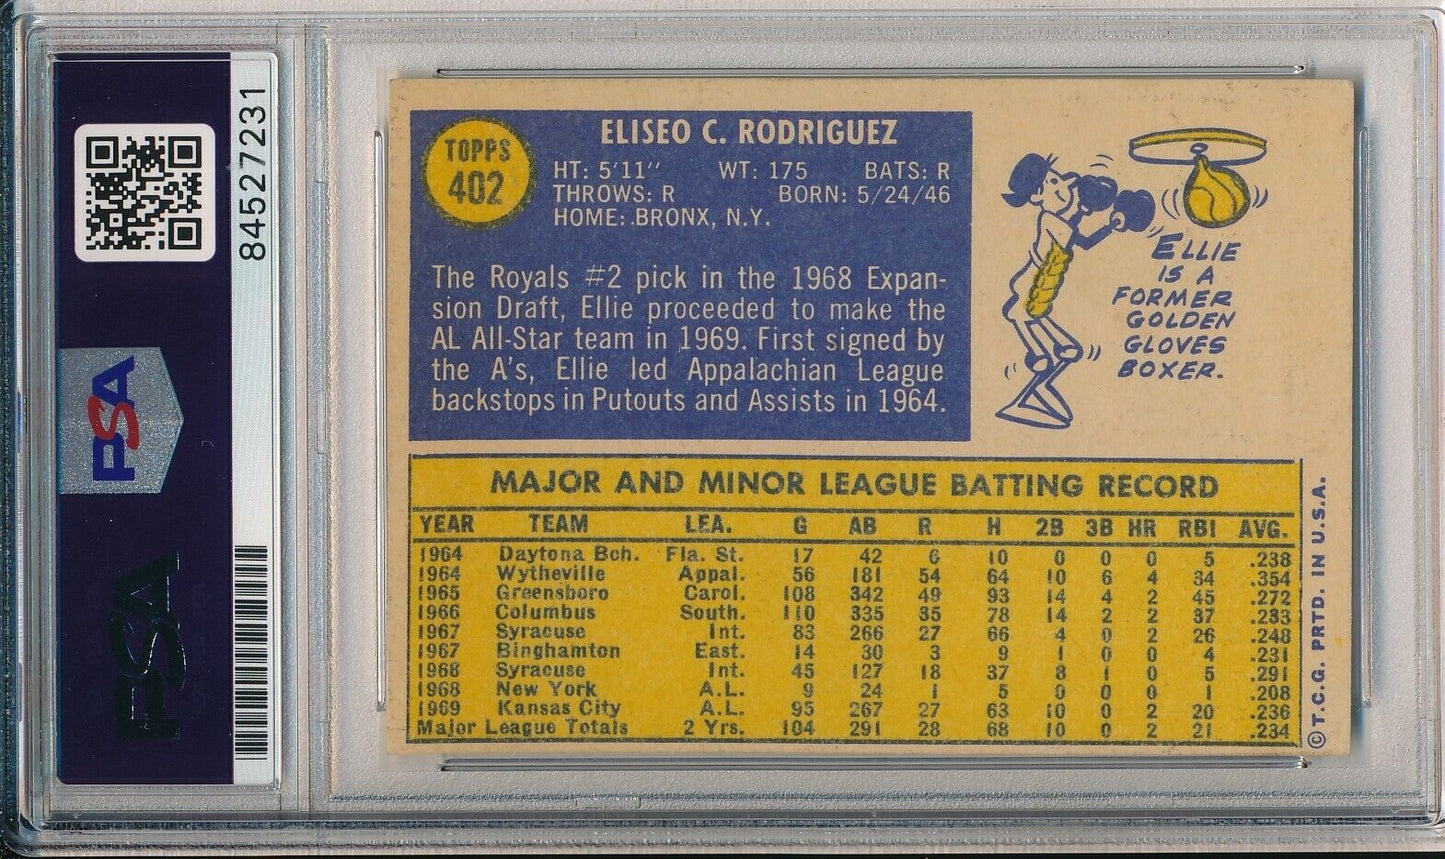 84527231
PSA
PSA
TOPPS
402
ELISEO C. RODRIGUEZ
HT: 5'11" WT: 175 BATS: R
THROWS: R BORN: 5/24/46
HOME: BRONX, N.Y.
The Royals #2 pick in the 1968 Expan-
sion Draft, Ellie proceeded to make the
AL All-Star team in 1969. First signed by
the A's, Ellie led Appalachian League
backstops in Putouts and Assists in 1964.
ELLIE
IS A
FORMER
GOLDEN
GLOVES
BOXER.
MAJOR AND MINOR LEAGUE BATTING RECORD
YEAR TEAM LEA. G AB R H 2B 3B HR RBI AVG.
1964 Daytona Bch. Fla. St. 17 42 6 10 0 0 0 5 .238
1964 Wytheville Appal. 56 181 54 64 10 6 4 34 .354
1965 Greensboro Carol. 108 342 49 93 14 4 2 45 .272
1966 Columbus South. 110 335 35 78 14 2 2 37 .233
1967 Syracuse Int. 83 266 27 66 4 0 2 26 .248
1967 Binghamton East. 14 30 3 9 1 0 0 4 .231
1968 Syracuse Int. 45 127 18 37 8 1 0 5 .291
1968 New York A.L. 9 24 1 5 0 0 0 1 .208
1969 Kansas City A.L. 95 267 27 63 10 0 2 20 .236
Major League Totals 2 Yrs. 104 291 28 68 10 0 2 21 .234
© T.C.G. PRTD. IN U.S.A.